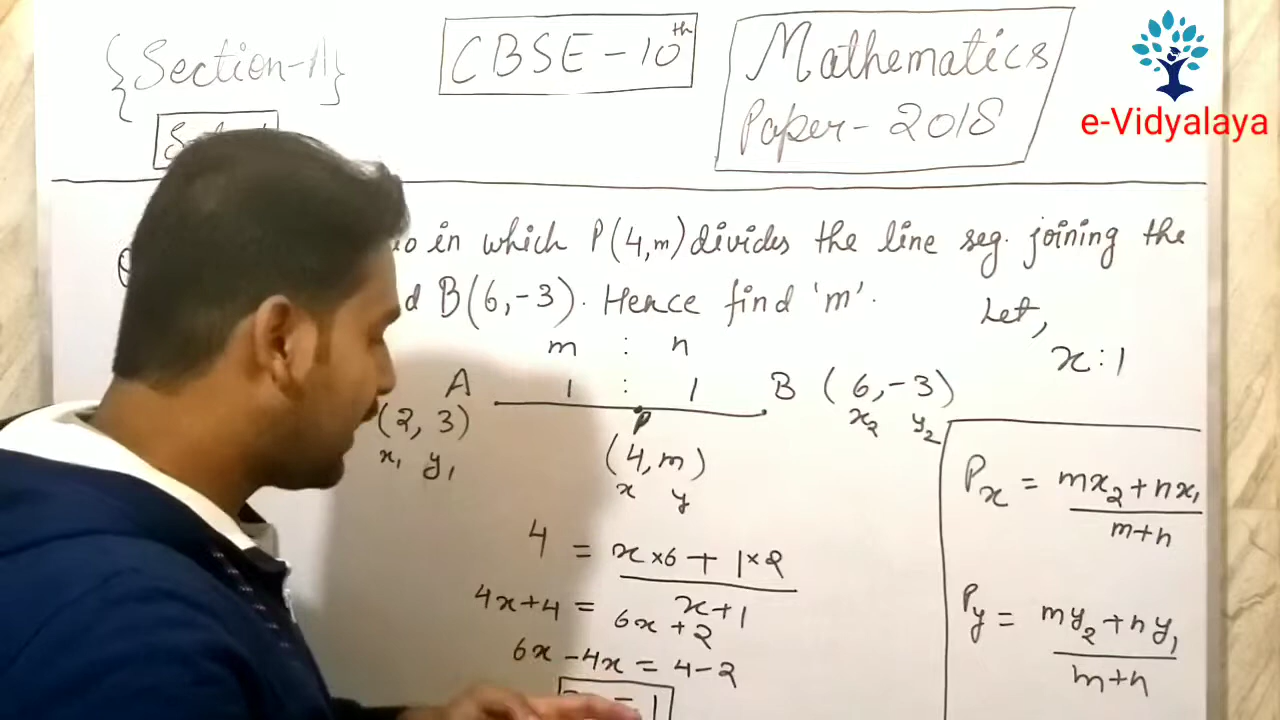 {Section-A}
CBSE-10th
Mathematics
Paper-2018
e-Vidyalaya
in which P(4,m) divides the line seg. joining the
B(6,-3). Hence find 'm'.
Let,
x:1
m : n
A 1 : 1 B (6,-3)
x₂ y₂
(2, 3)
x₁ y₁
P
(4, m)
x y
4 = x×6 + 1×2
x+1
4x+4 = 6x + 2
6x - 4x = 4-2
= 1
Px = mx₂+nx₁
m+n
Py = my₂+ny₁
m+n